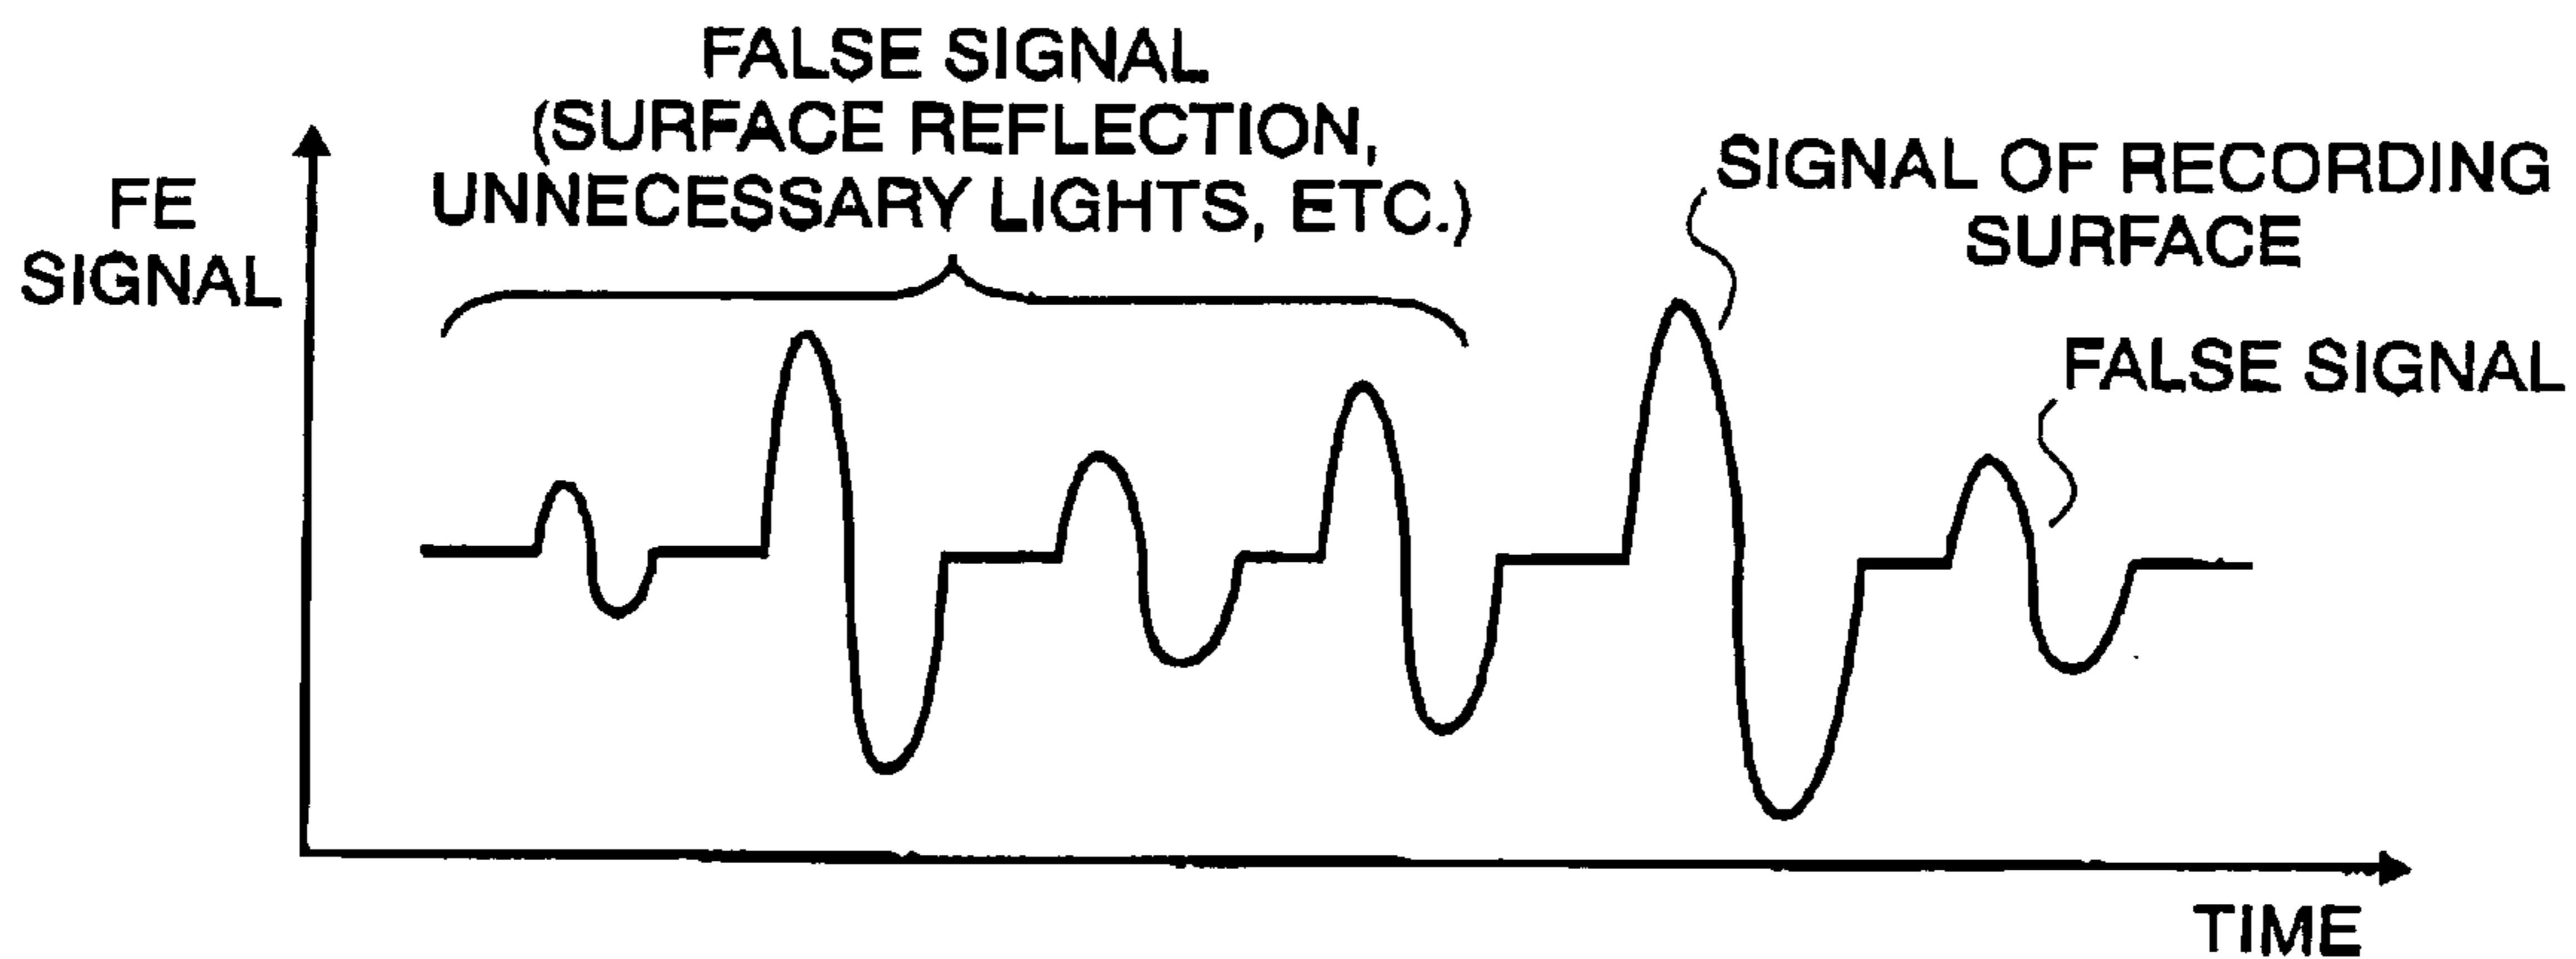 FALSE SIGNAL
(SURFACE REFLECTION,
UNNECESSARY LIGHTS, ETC.)
FE
SIGNAL
SIGNAL OF RECORDING
SURFACE
FALSE SIGNAL
TIME